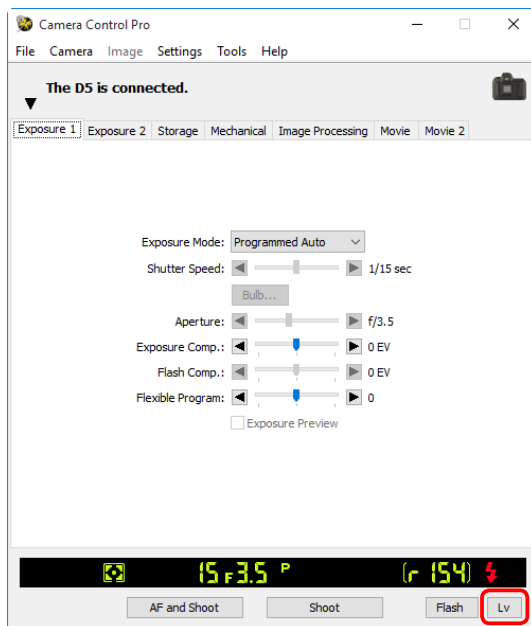 Camera Control Pro
File Camera Image Settings Tools Help
The D5 is connected.
Exposure 1 Exposure 2 Storage Mechanical Image Processing Movie Movie 2
Exposure Mode: Programmed Auto
Shutter Speed: 1/15 sec
Bulb...
Aperture: f/3.5
Exposure Comp.: 0 EV
Flash Comp.: 0 EV
Flexible Program: 0
Exposure Preview
15 F3.5 P (r 154)
AF and Shoot Shoot Flash Lv